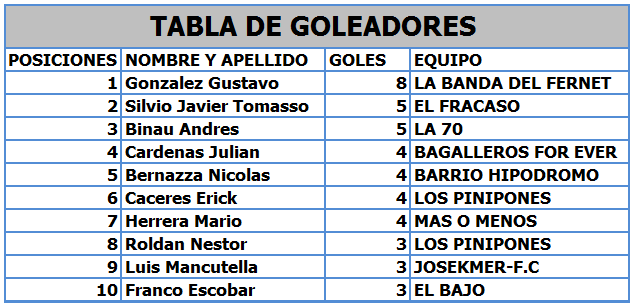 TABLA DE GOLEADORES
POSICIONES NOMBRE Y APELLIDO GOLES EQUIPO
1 Gonzalez Gustavo 8 LA BANDA DEL FERNET
2 Silvio Javier Tomasso 5 EL FRACASO
3 Binau Andres 5 LA 70
4 Cardenas Julian 4 BAGALLEROS FOR EVER
5 Bernazza Nicolas 4 BARRIO HIPODROMO
6 Caceres Erick 4 LOS PINIPONES
7 Herrera Mario 4 MAS O MENOS
8 Roldan Nestor 3 LOS PINIPONES
9 Luis Mancutella 3 JOSEKMER-F.C
10 Franco Escobar 3 EL BAJO